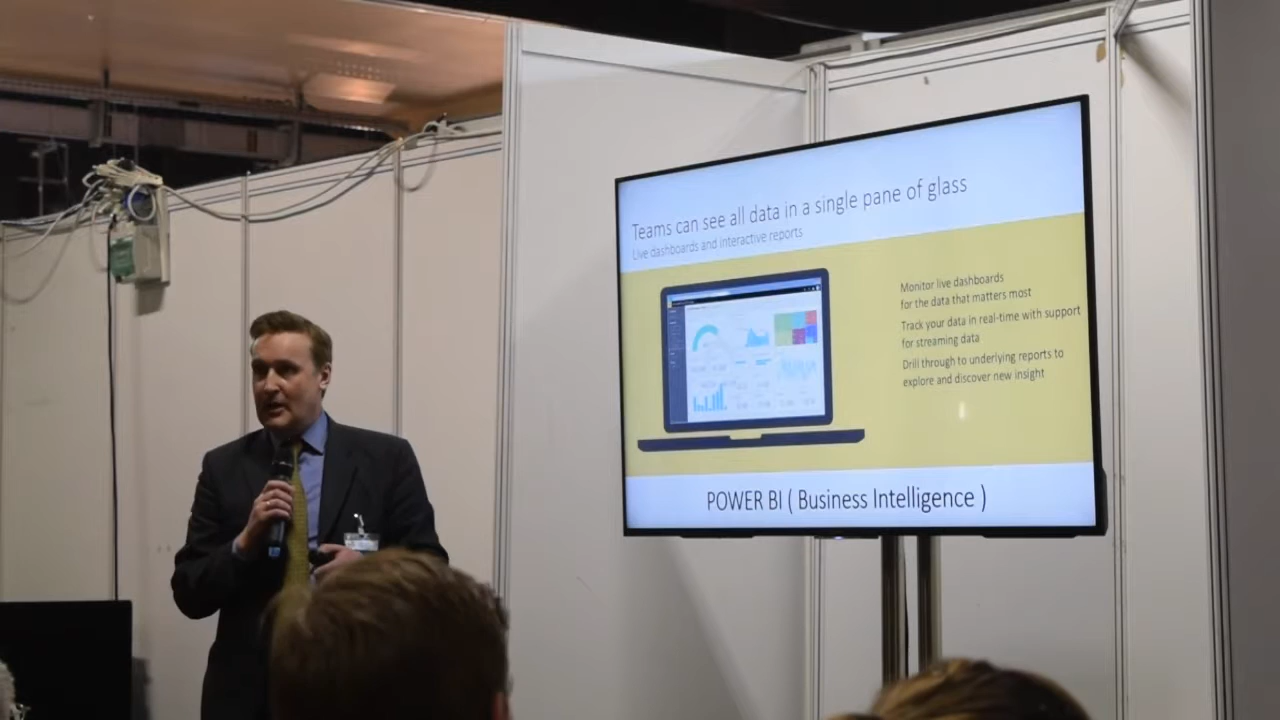 Teams can see all data in a single pane of glass
Live dashboards and interactive reports
Monitor live dashboards
for the data that matters most
Track your data in real-time with support
for streaming data
Drill through to underlying reports to
explore and discover new insight
POWER BI ( Business Intelligence )